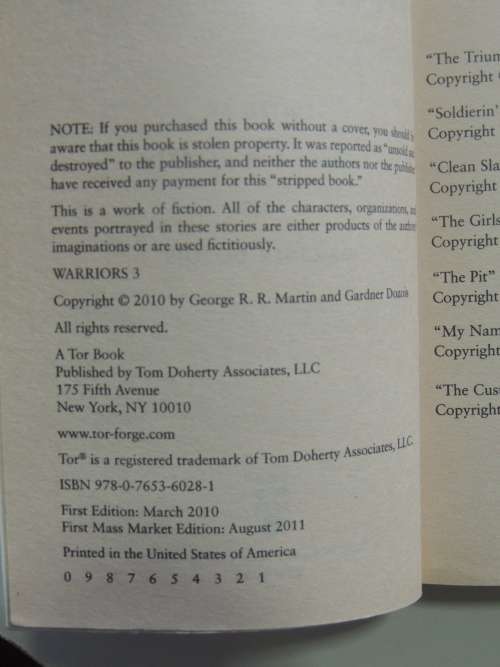 NOTE: If you purchased this book without a cover, you should be
aware that this book is stolen property. It was reported as "unsold and
destroyed" to the publisher, and neither the authors nor the publisher
have received any payment for this "stripped book."
This is a work of fiction. All of the characters, organizations, and
events portrayed in these stories are either products of the authors'
imaginations or are used fictitiously.
WARRIORS 3
Copyright © 2010 by George R. R. Martin and Gardner Dozois
All rights reserved.
A Tor Book
Published by Tom Doherty Associates, LLC
175 Fifth Avenue
New York, NY 10010
www.tor-forge.com
Tor® is a registered trademark of Tom Doherty Associates, LLC.
ISBN 978-0-7653-6028-1
First Edition: March 2010
First Mass Market Edition: August 2011
Printed in the United States of America
0 9 8 7 6 5 4 3 2 1
"The
Copyright
"Soldierin'
Copyright
"Clean
Copyright
"The Girls
Copyright
"The Pit"
Copyright
"My
Copyright
"The
Copyright